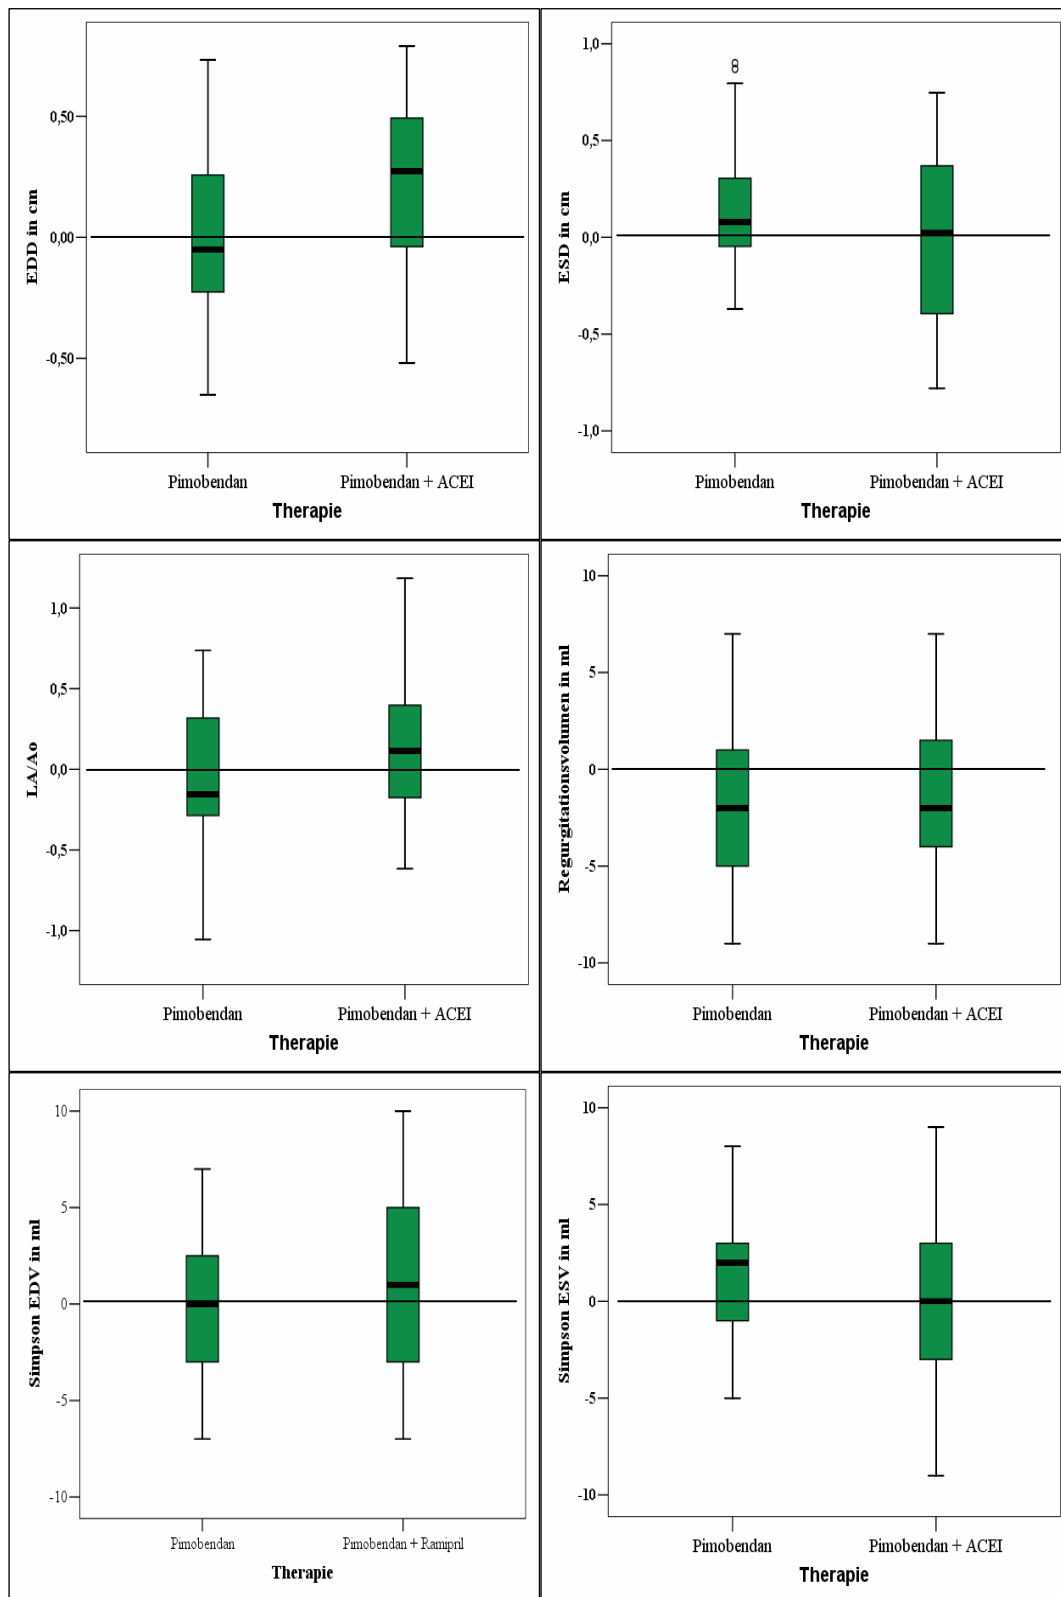 EDD in cm
0,50
0,00
-0,50
Pimobendan
Pimobendan + ACEI
Therapie
ESD in cm
1,0
0,5
0,0
-0,5
-1,0
8
Pimobendan
Pimobendan + ACEI
Therapie
LA/Ao
1,0
0,5
0,0
-0,5
-1,0
Pimobendan
Pimobendan + ACEI
Therapie
Regurgitationsvolumen in ml
10
5
0
-5
-10
Pimobendan
Pimobendan + ACEI
Therapie
Simpson EDV in ml
10
5
0
-5
-10
Pimobendan
Pimobendan + Ramipril
Therapie
Simpson ESV in ml
10
5
0
-5
-10
Pimobendan
Pimobendan + ACEI
Therapie